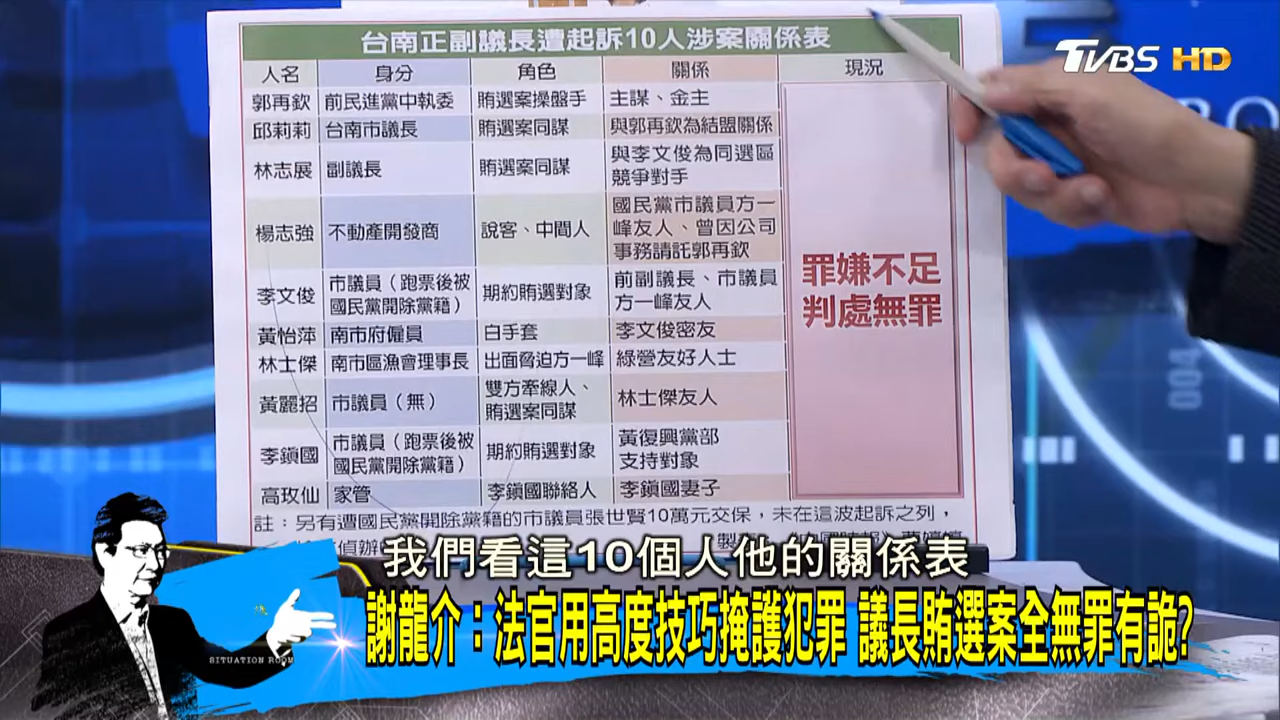 TVBS HD
台南正副議長遭起訴10人涉案關係表
人名 身分 角色 關係 現況
郭再欽 前民進黨中執委 賄選案操盤手 主謀、金主
邱莉莉 台南市議長 賄選案同謀 與郭再欽為結盟關係
林志展 副議長 賄選案同謀 與李文俊為同選區
競爭對手
楊志強 不動產開發商 說客、中間人 國民黨市議員方一
峰友人、曾因公司
事務請託郭再欽
李文俊 市議員（跑票後被
國民黨開除黨籍） 期約賄選對象 前副議長、市議員
方一峰友人
黃怡萍 南市府僱員 白手套 李文俊密友
林士傑 南市區漁會理事長 出面脅迫方一峰 綠營友好人士
黃麗招 市議員（無） 雙方牽線人、
賄選案同謀 林士傑友人
李鎮國 市議員（跑票後被
國民黨開除黨籍） 期約賄選對象 黃復興黨部
支持對象
高玫仙 家管 李鎮國聯絡人 李鎮國妻子
罪嫌不足
判處無罪
註：另有遭國民黨開除黨籍的市議員張世賢10萬元交保，未在這波起訴之列，
偵辦
004
我們看這10個人他的關係表
謝龍介：法官用高度技巧掩護犯罪 議長賄選案全無罪有詭?
SITUATION ROOM